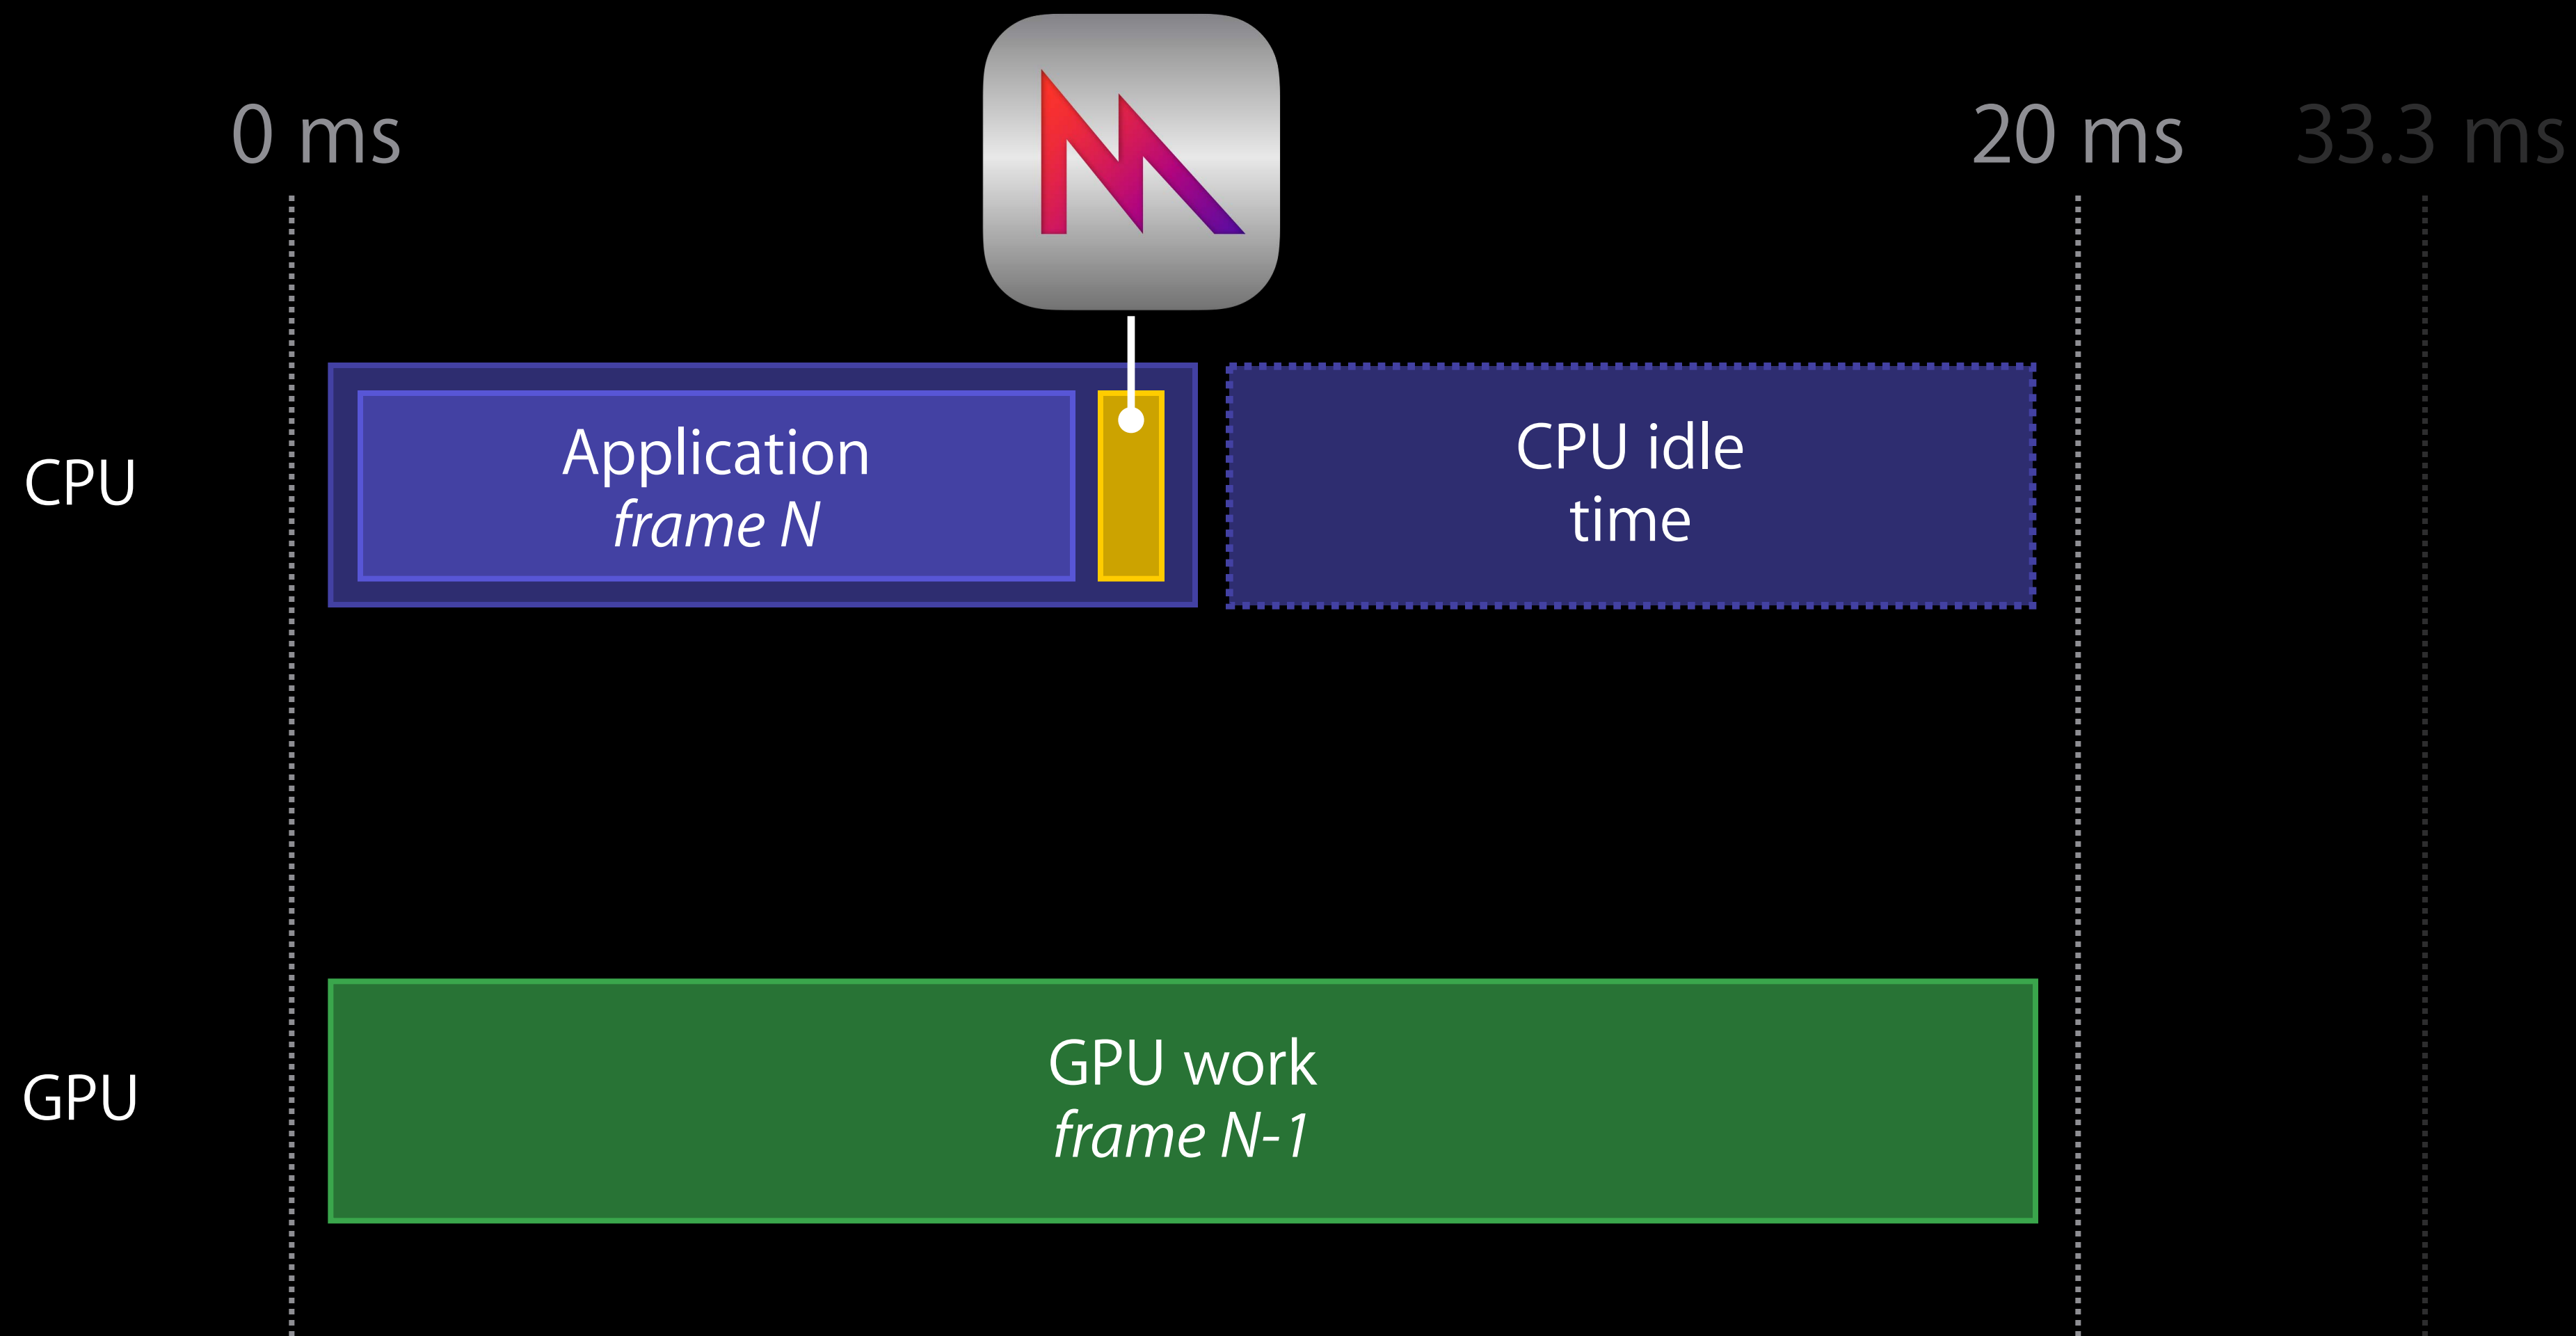 0 ms
20 ms
33.3 ms
CPU
Application
frame N
CPU idle
time
GPU
GPU work
frame N-1